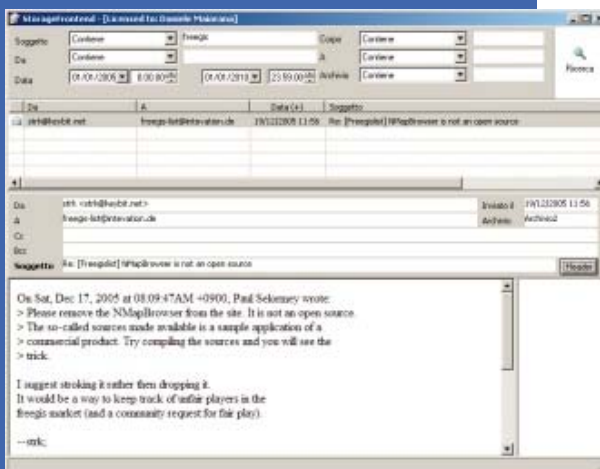 StorageFrontend - [Licensed to: Daniele Maiorana]
Soggetto Contiene freegis Corpo Contiene
Da Contiene A Contiene
Data 01/01/2005 0.00.00 01/01/2010 23.59.00 Archivio Contiene
Ricerca
Da A Data (+) Soggetto
strk@keybit.net freegis-list@intevation.de 19/12/2005 11:56 Re: [Freegislist] NMapBrowser is not an open source
Da strk <strk@keybit.net> Inviato il 19/12/2005 11:56
A freegis-list@intevation.de Archivio Archivio2
Cc
Bcc
Soggetto Re: [Freegislist] NMapBrowser is not an open source Header
On Sat, Dec 17, 2005 at 08:09:47AM +0900, Paul wrote:
> Please remove the NMapBrowser from the site. It is not an open source.
> The so-called sources made available is a sample application of a
> commercial product. Try compiling the sources and you will see the
> trick.
I suggest stroking it rather then dropping it.
It would be a way to keep track of unfair players in the
freegis market (and a community request for fair play).
--strk;